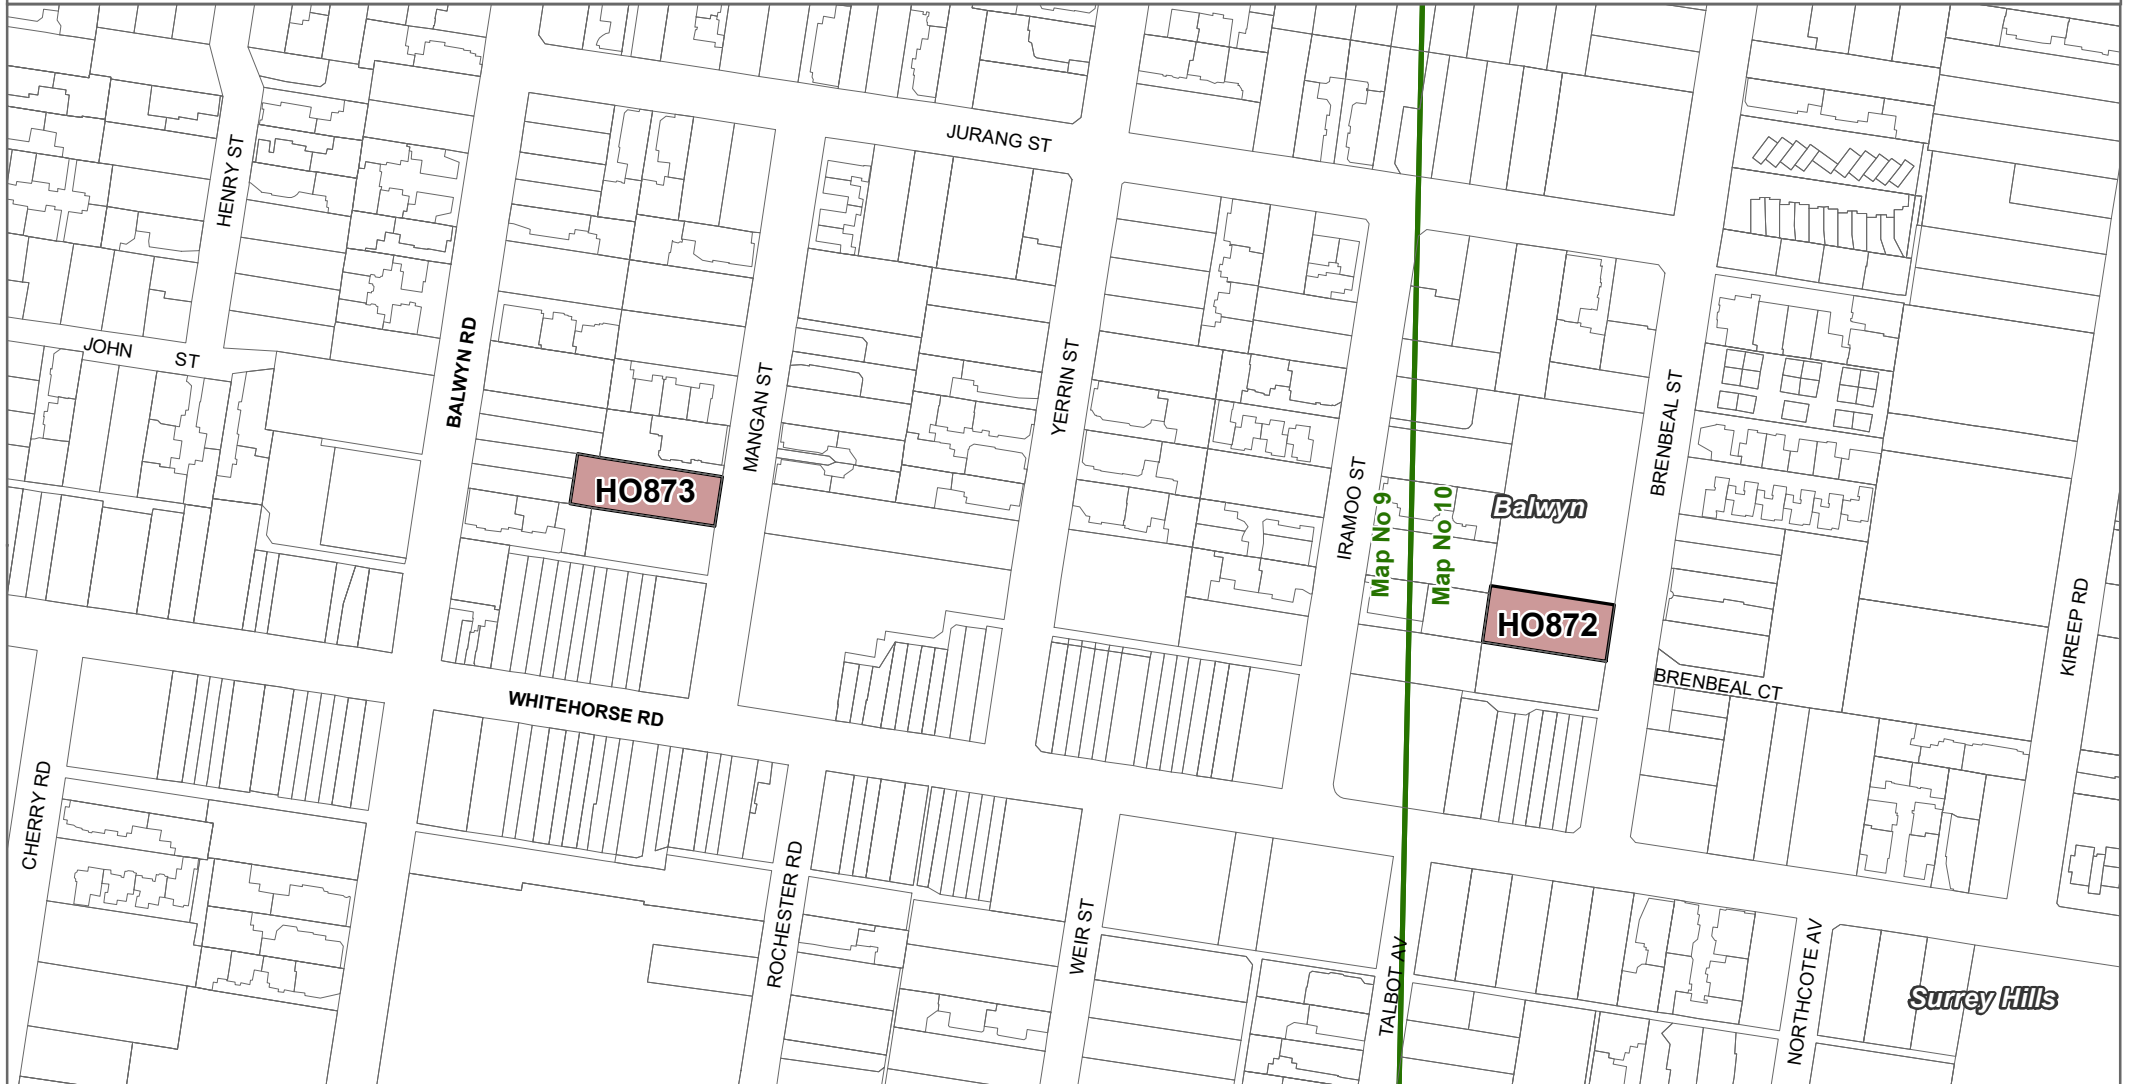 JURANG ST
HENRY ST
JOHN ST
BALWYN RD
MANGAN ST
YERRIN ST
IRAMOO ST
BRENBEAL ST
HO873
Map No 9
Map No 10
Balwyn
HO872
KIREEP RD
BRENBEAL CT
WHITEHORSE RD
CHERRY RD
ROCHESTER RD
WEIR ST
TALBOT AV
NORTHCOTE AV
Surrey Hills